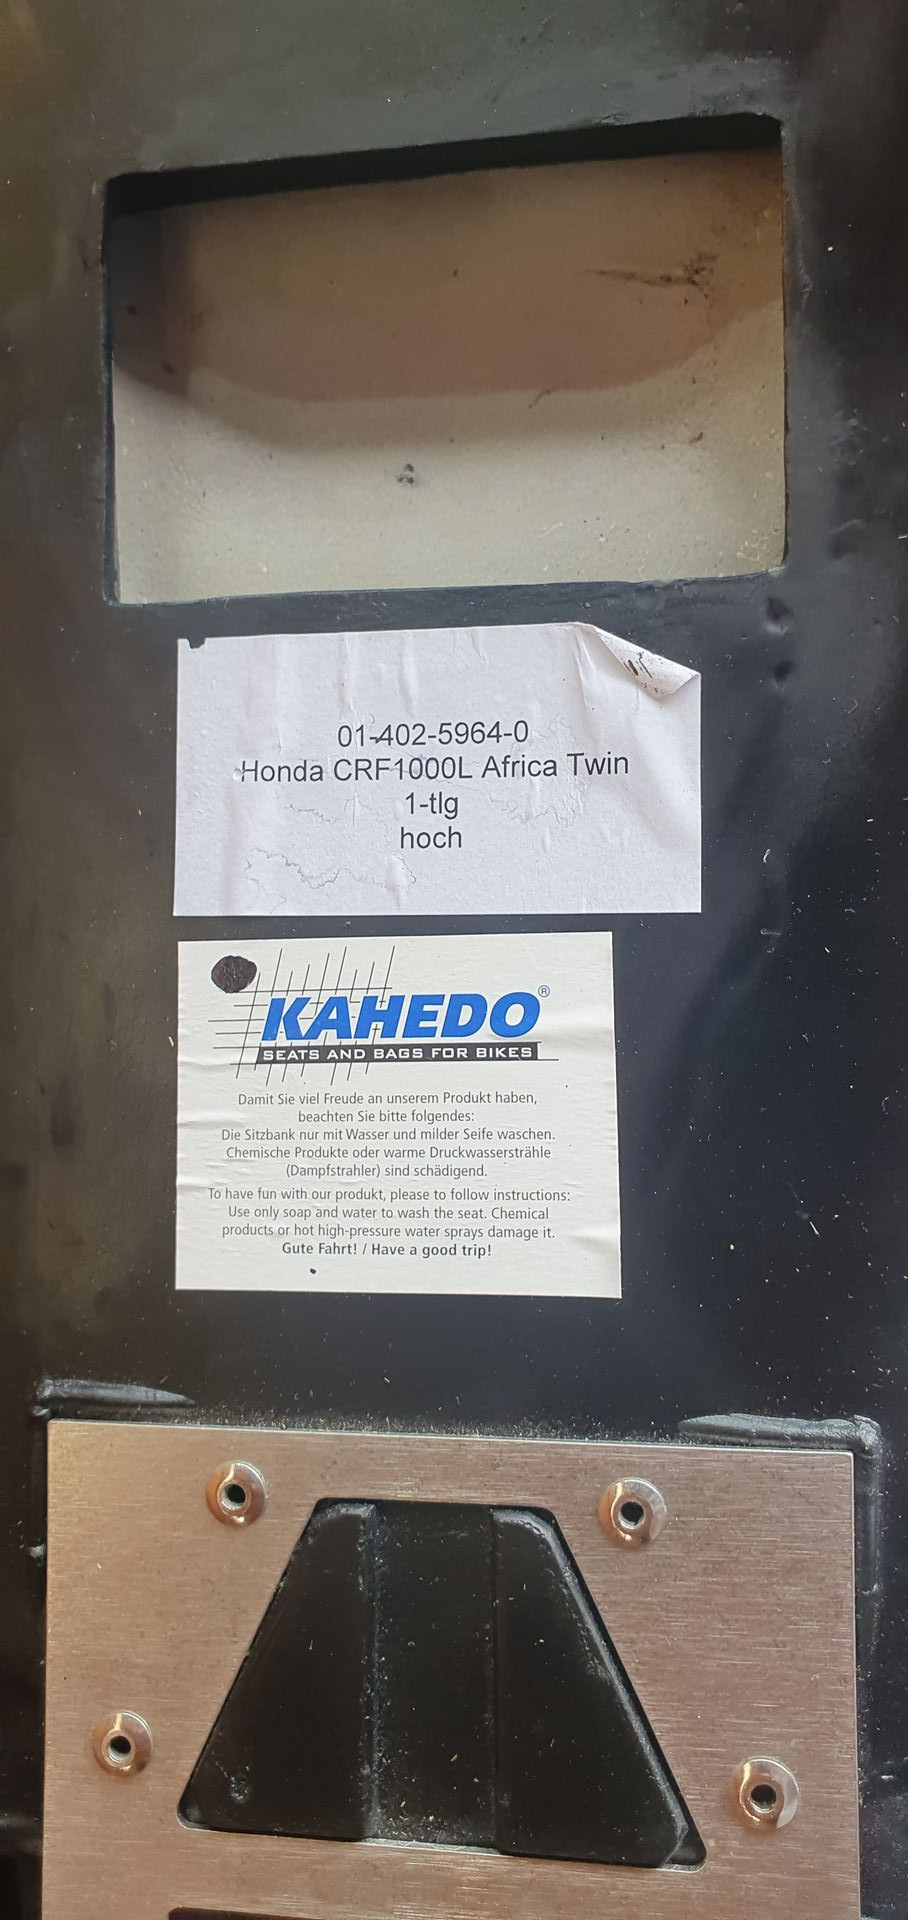 01-402-5964-0
Honda CRF1000L Africa Twin
1-tlg
hoch
KAHEDO®
SEATS AND BAGS FOR BIKES
Damit Sie viel Freude an unserem Produkt haben,
beachten Sie bitte folgendes:
Die Sitzbank nur mit Wasser und milder Seife waschen.
Chemische Produkte oder warme Druckwassersträhle
(Dampfstrahler) sind schädigend.
To have fun with our produkt, please to follow instructions:
Use only soap and water to wash the seat. Chemical
products or hot high-pressure water sprays damage it.
Gute Fahrt! / Have a good trip!